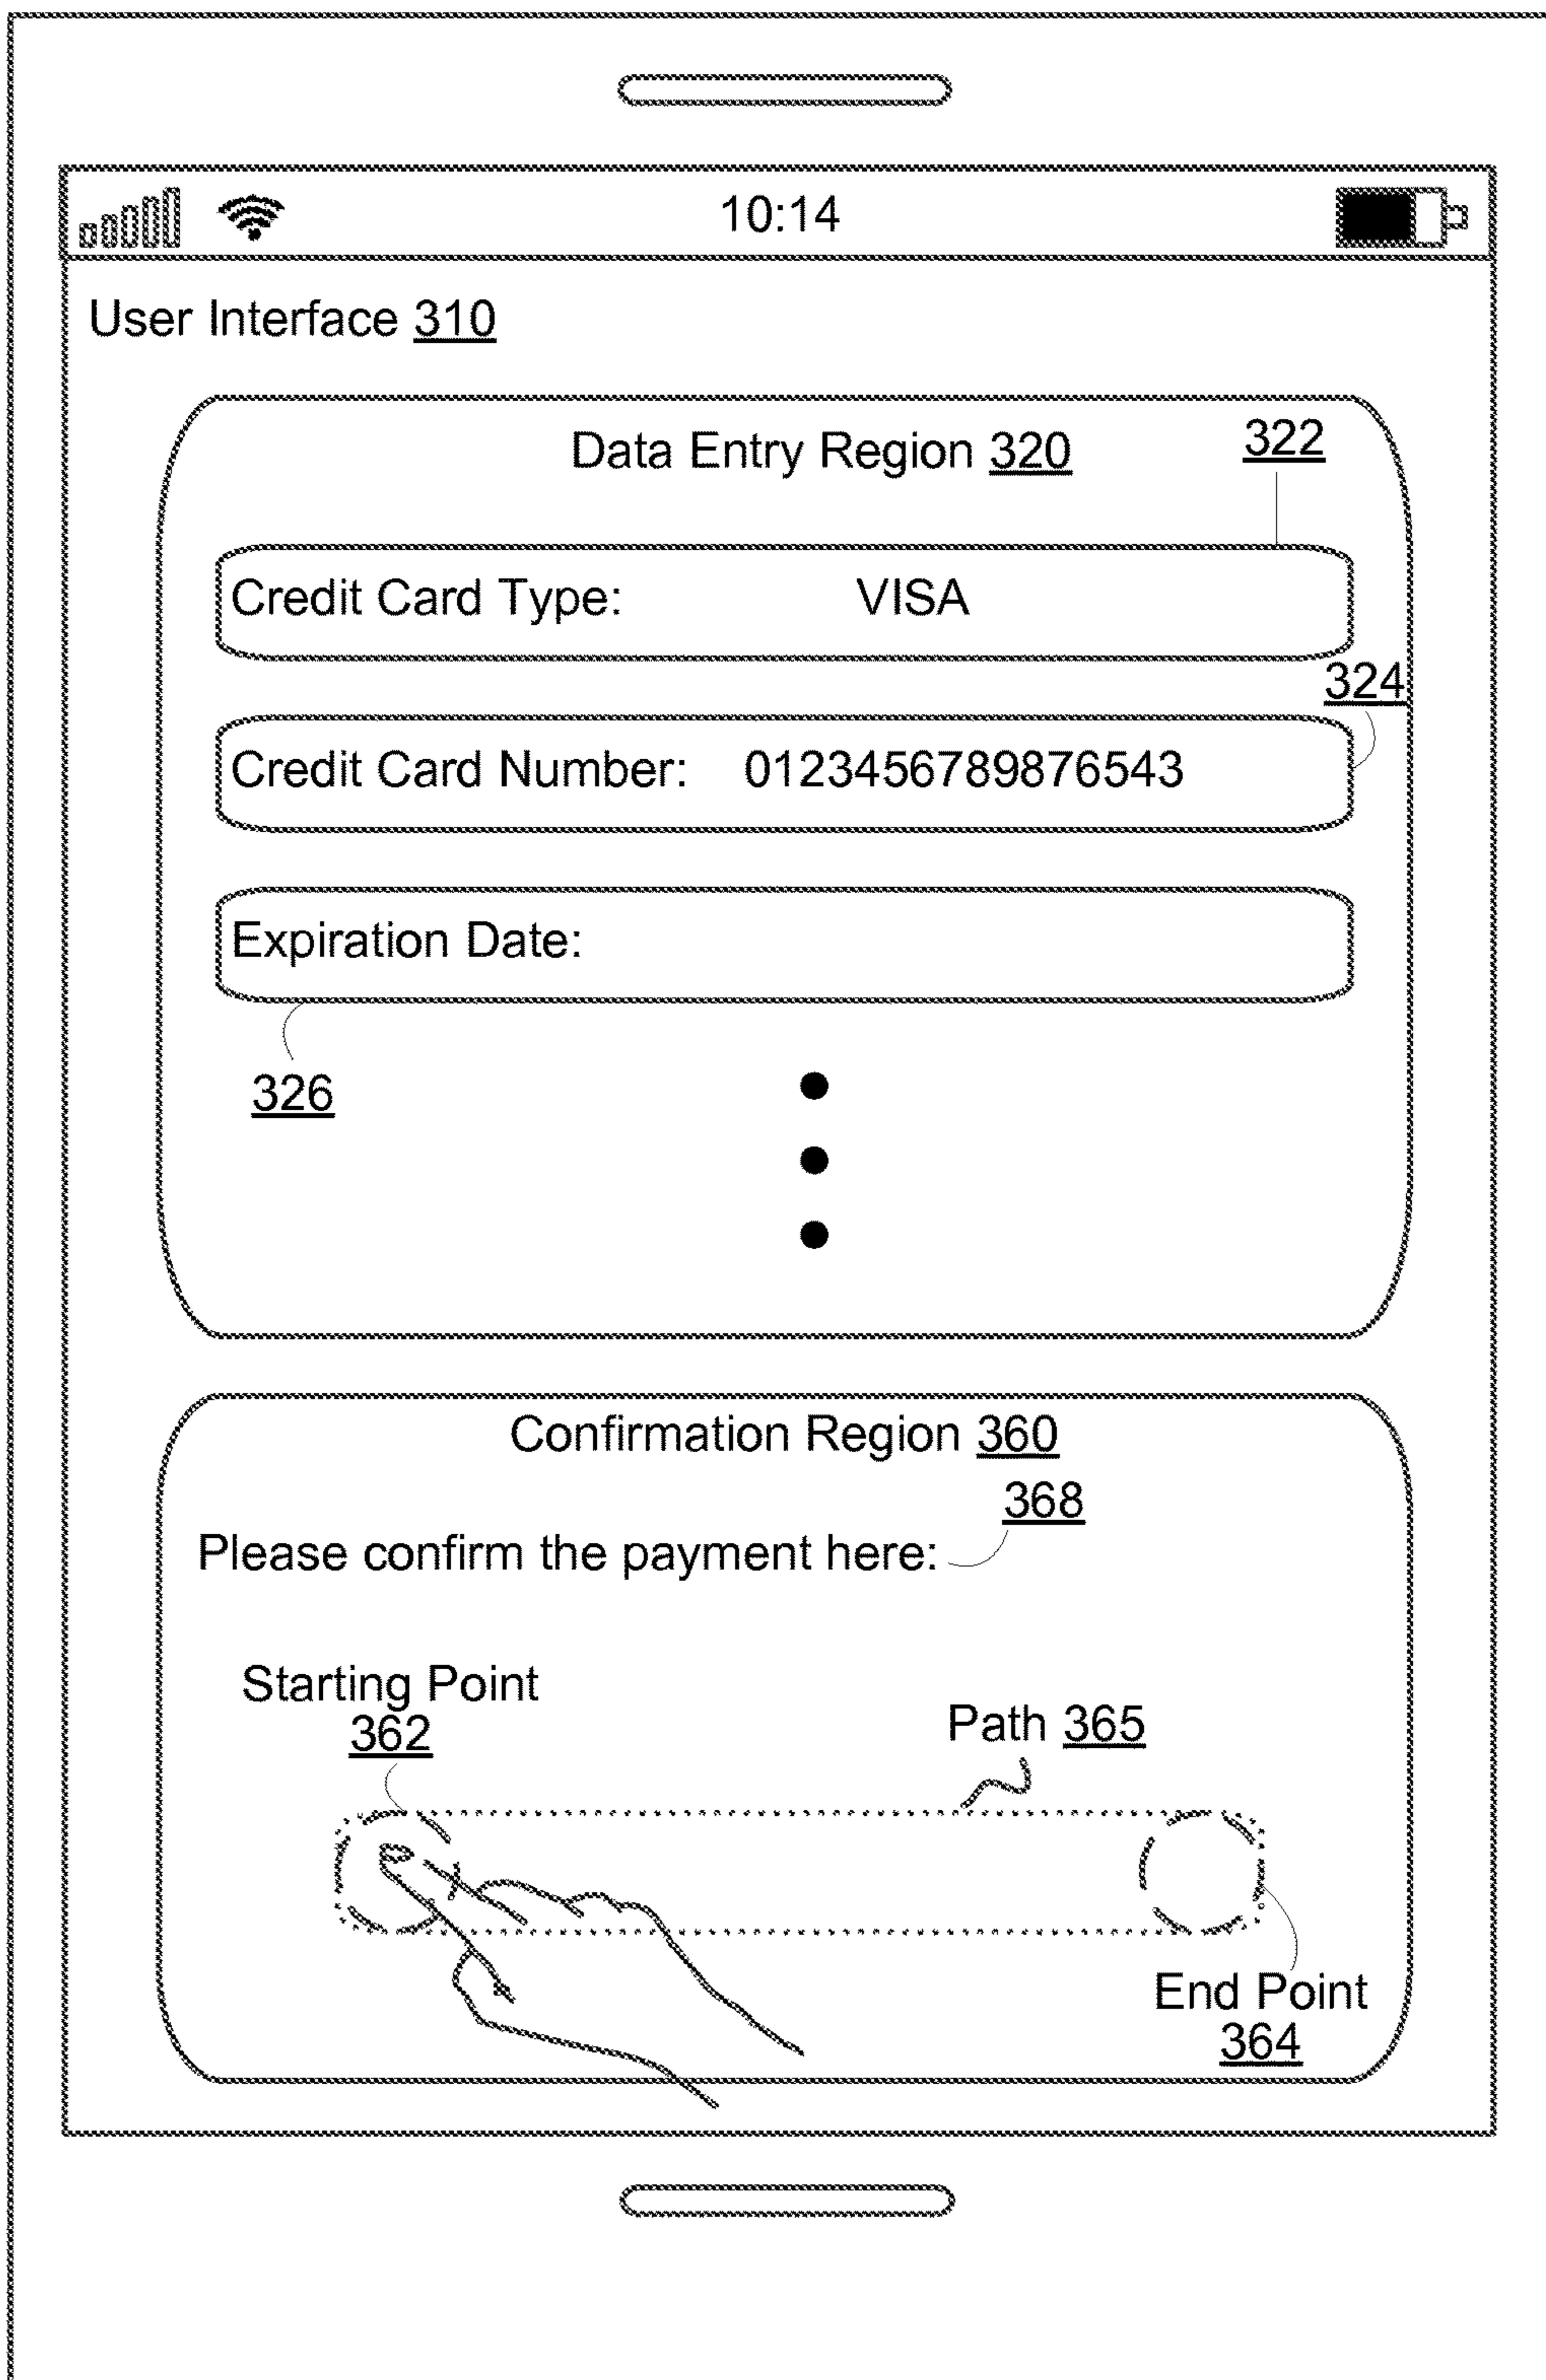 10:14
User Interface 310
Data Entry Region 320
322
Credit Card Type: VISA
324
Credit Card Number: 0123456789876543
Expiration Date:
326
Confirmation Region 360
368
Please confirm the payment here:
Starting Point
362
Path 365
End Point
364